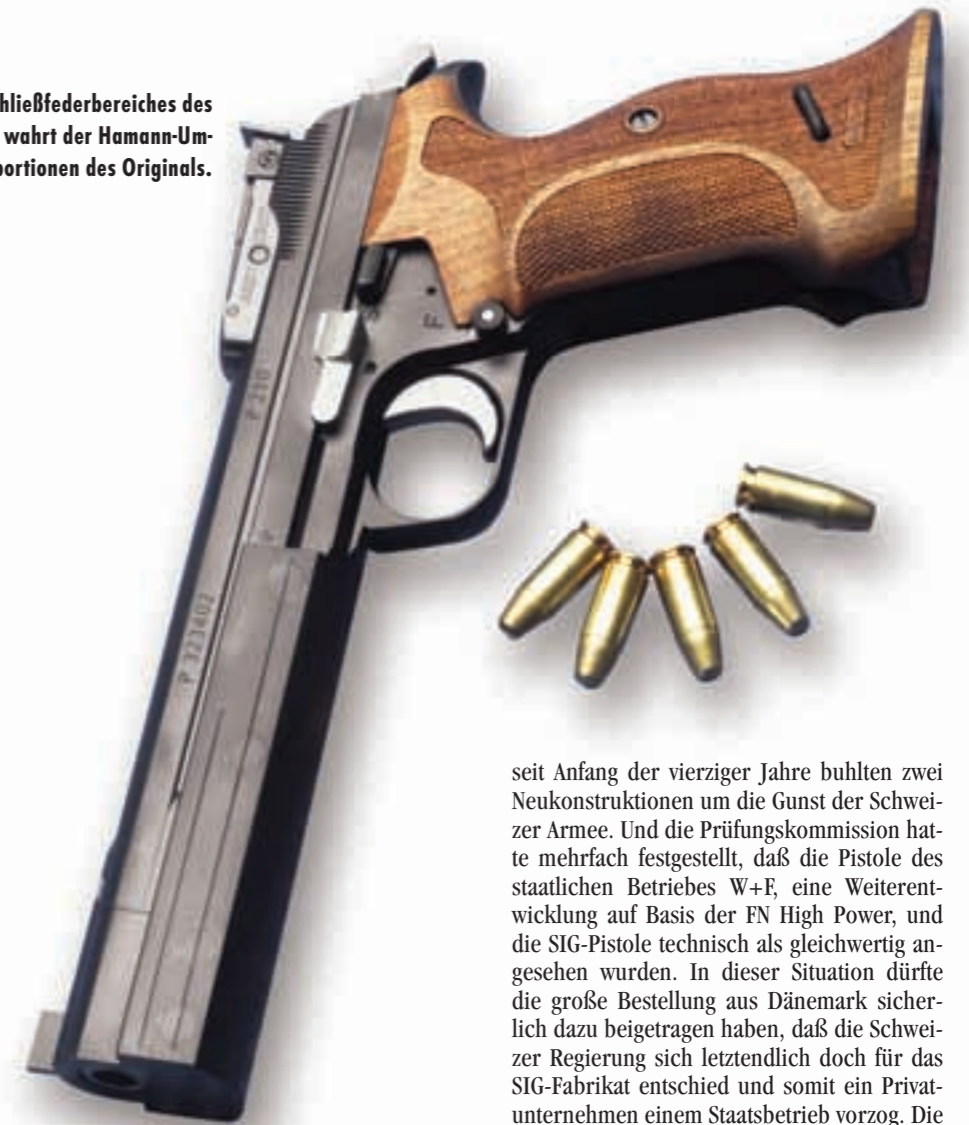 hließfederbereiches des
wahrt der Hamann-Um-
portionen des Originals.
P 210
P 323402
seit Anfang der vierziger Jahre buhlten zwei
Neukonstruktionen um die Gunst der Schwei-
zer Armee. Und die Prüfungskommission hat-
te mehrfach festgestellt, daß die Pistole des
staatlichen Betriebes W+F, eine Weiterent-
wicklung auf Basis der FN High Power, und
die SIG-Pistole technisch als gleichwertig an-
gesehen wurden. In dieser Situation dürfte
die große Bestellung aus Dänemark sicher-
lich dazu beigetragen haben, daß die Schwei-
zer Regierung sich letztendlich doch für das
SIG-Fabrikat entschied und somit ein Privat-
unternehmen einem Staatsbetrieb vorzog. Die